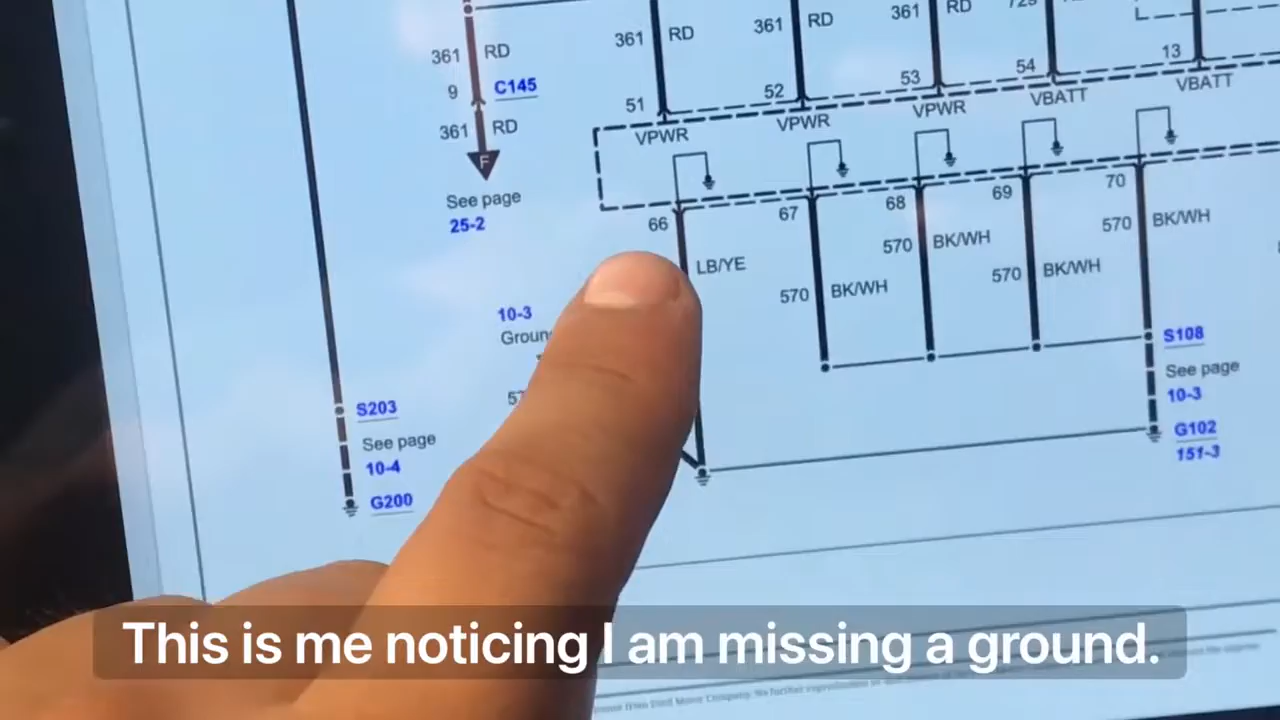 361 RD
9 C145
361 RD
F
See page
25-2
361 RD
361 RD
361 RD
51 52 53 54 13
VPWR VPWR VPWR VBATT VBATT
66 67 68 69 70
LB/YE
570 BK/WH
570 BK/WH
570 BK/WH
570 BK/WH
10-3
S203
See page
10-4
G200
S108
See page
10-3
G102
151-3
This is me noticing I am missing a ground.